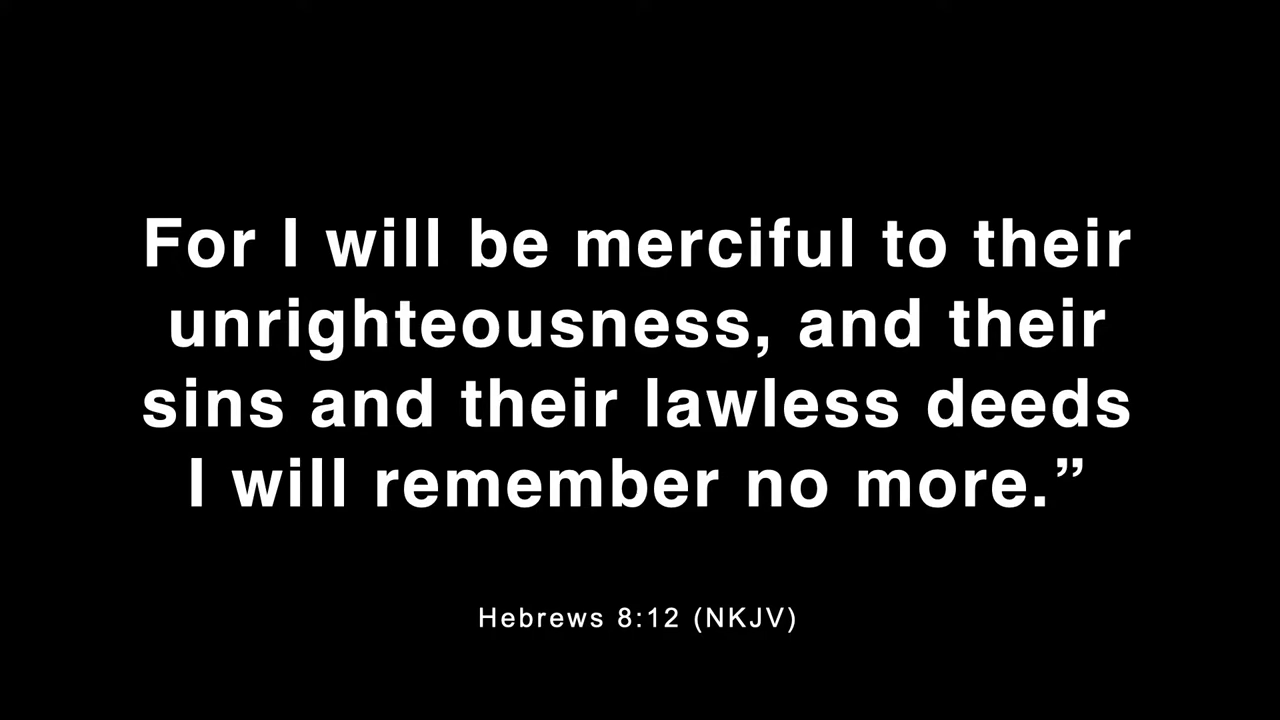 For I will be merciful to their
unrighteousness, and their
sins and their lawless deeds
I will remember no more.”
Hebrews 8:12 (NKJV)